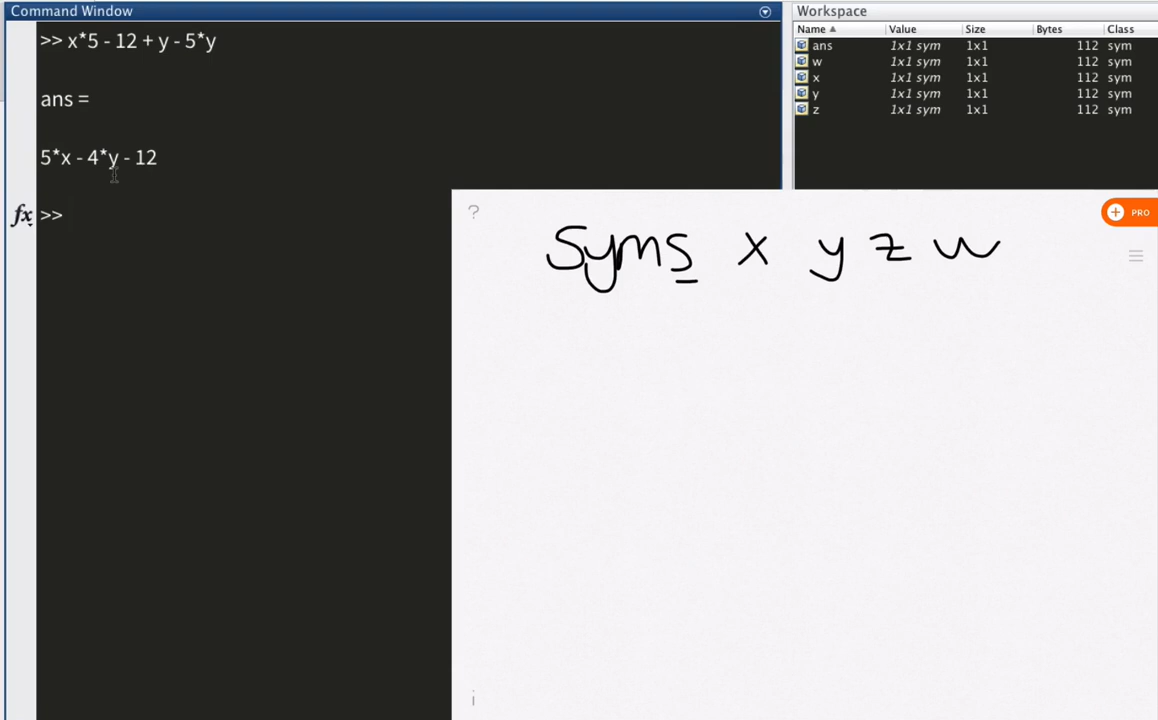 Command Window
>> x*5 - 12 + y - 5*y
ans =
5*x - 4*y - 12
fx >>
Workspace
Name Value Size Bytes Class
ans 1x1 sym 1x1 112 sym
w 1x1 sym 1x1 112 sym
x 1x1 sym 1x1 112 sym
y 1x1 sym 1x1 112 sym
z 1x1 sym 1x1 112 sym
?
+ PRO
Syms x y z w
i